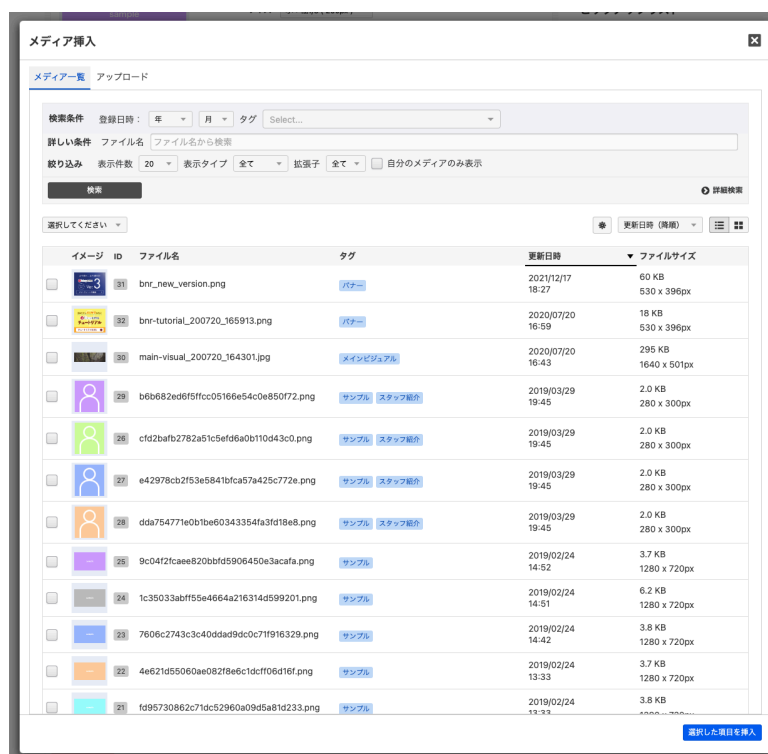 sample
メディア挿入
メディア一覧 アップロード
検索条件 登録日時： 年 月 タグ Select...
詳しい条件 ファイル名 ファイル名から検索
絞り込み 表示件数 20 表示タイプ 全て 拡張子 全て 自分のメディアのみ表示
検索 詳細検索
選択してください 更新日時（降順）
イメージ ID ファイル名 タグ 更新日時 ファイルサイズ
31 bnr_new_version.png バナー 2021/12/17 18:27 60 KB 530 x 396px
32 bnr-tutorial_200720_165913.png バナー 2020/07/20 16:59 18 KB 530 x 396px
30 main-visual_200720_164301.jpg メインビジュアル 2020/07/20 16:43 295 KB 1640 x 501px
29 b6b682ed6f5ffcc05166e54c0e850f72.png サンプル スタッフ紹介 2019/03/29 19:45 2.0 KB 280 x 300px
26 cfd2bafb2782a51c5efd6a0b110d43c0.png サンプル スタッフ紹介 2019/03/29 19:45 2.0 KB 280 x 300px
27 e42978cb2f53e5841bfca57a425c772e.png サンプル スタッフ紹介 2019/03/29 19:45 2.0 KB 280 x 300px
28 dda754771e0b1be60343354fa3fd18e8.png サンプル スタッフ紹介 2019/03/29 19:45 2.0 KB 280 x 300px
25 9c04f2fcaee820bbfd5906450e3acafa.png サンプル 2019/02/24 14:52 3.7 KB 1280 x 720px
24 1c35033abff55e4664a216314d599201.png サンプル 2019/02/24 14:51 6.2 KB 1280 x 720px
23 7606c2743c3c40ddad9dc0c71f916329.png サンプル 2019/02/24 14:42 3.8 KB 1280 x 720px
22 4e621d55060ae082f8e6c1dcff06d16f.png サンプル 2019/02/24 13:33 3.7 KB 1280 x 720px
21 fd95730862c71dc52960a09d5a81d233.png サンプル 2019/02/24 3.8 KB
選択した項目を挿入